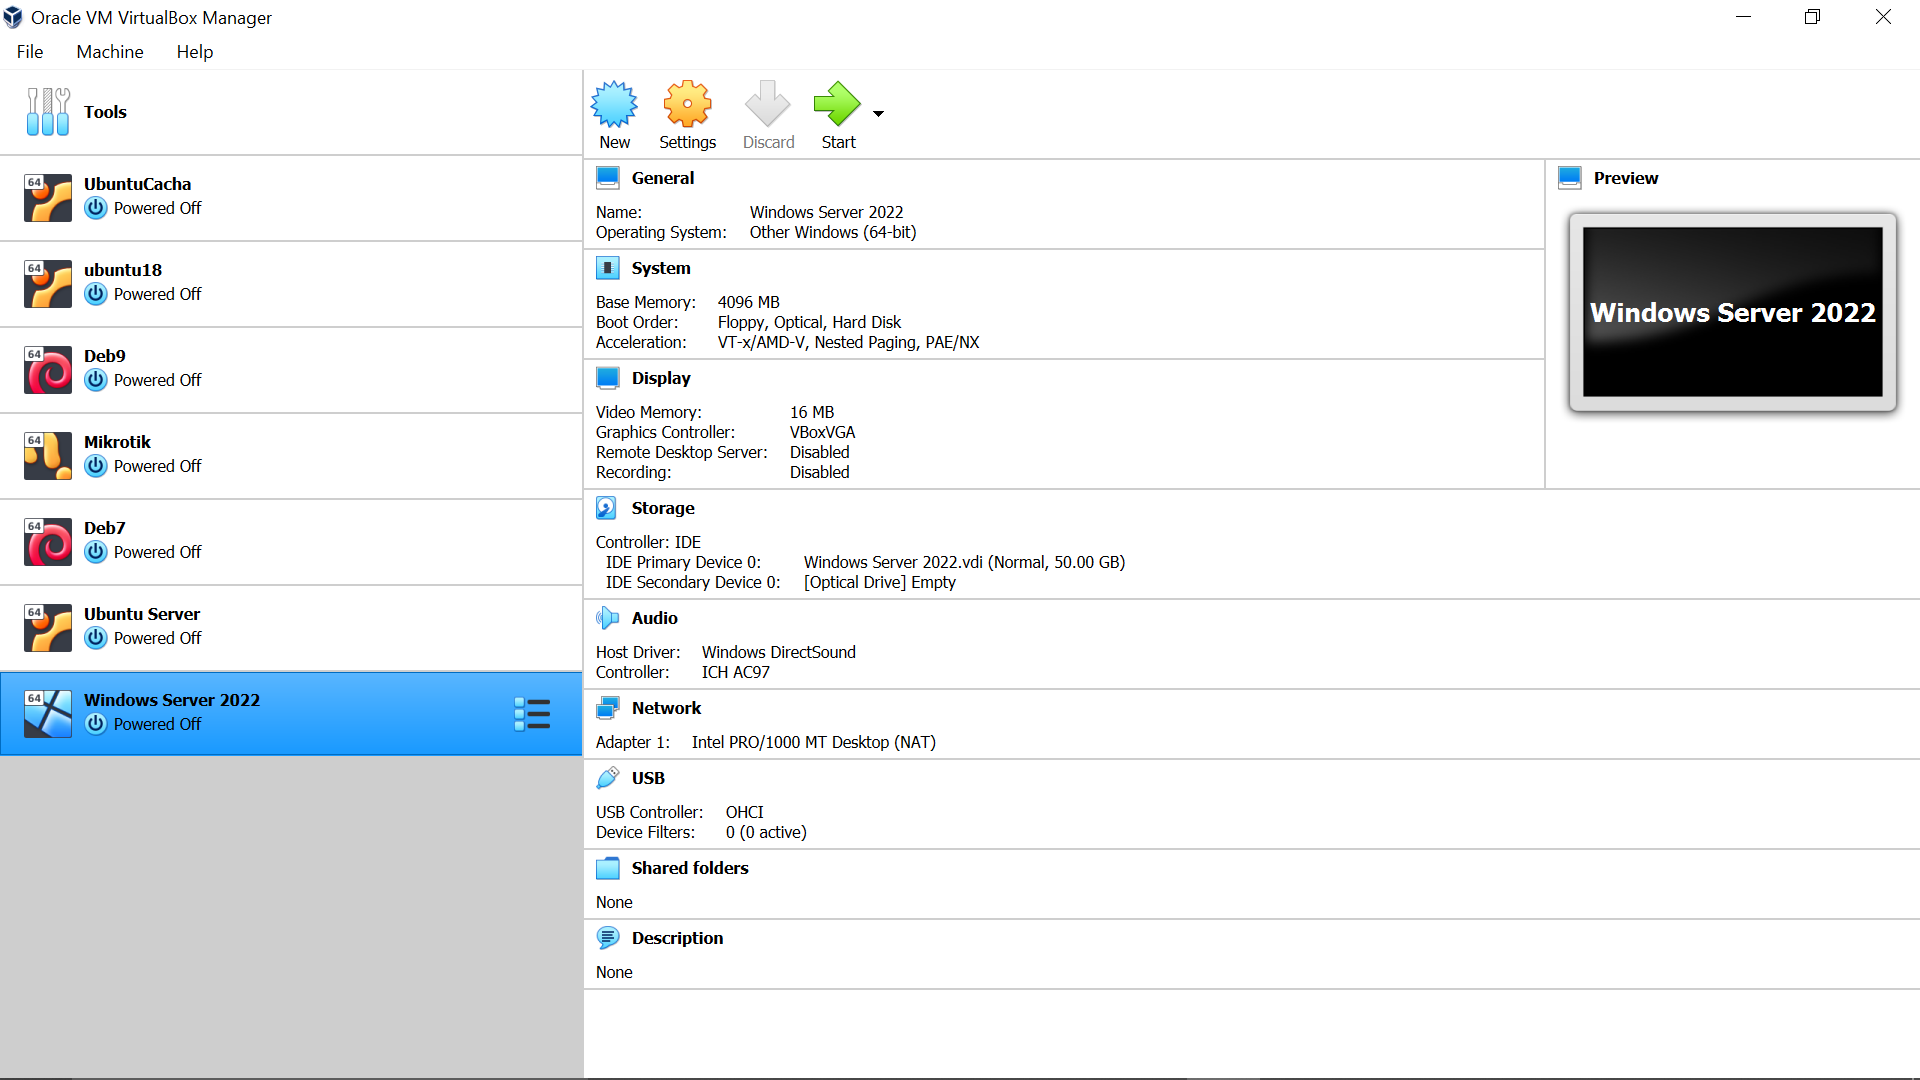 Oracle VM VirtualBox Manager
File Machine Help
Tools
New Settings Discard Start
64 UbuntuCacha
Powered Off
64 ubuntu18
Powered Off
64 Deb9
Powered Off
64 Mikrotik
Powered Off
64 Deb7
Powered Off
64 Ubuntu Server
Powered Off
64 Windows Server 2022
Powered Off
General
Name: Windows Server 2022
Operating System: Other Windows (64-bit)
System
Base Memory: 4096 MB
Boot Order: Floppy, Optical, Hard Disk
Acceleration: VT-x/AMD-V, Nested Paging, PAE/NX
Display
Video Memory: 16 MB
Graphics Controller: VBoxVGA
Remote Desktop Server: Disabled
Recording: Disabled
Preview
Windows Server 2022
Storage
Controller: IDE
IDE Primary Device 0: Windows Server 2022.vdi (Normal, 50.00 GB)
IDE Secondary Device 0: [Optical Drive] Empty
Audio
Host Driver: Windows DirectSound
Controller: ICH AC97
Network
Adapter 1: Intel PRO/1000 MT Desktop (NAT)
USB
USB Controller: OHCI
Device Filters: 0 (0 active)
Shared folders
None
Description
None